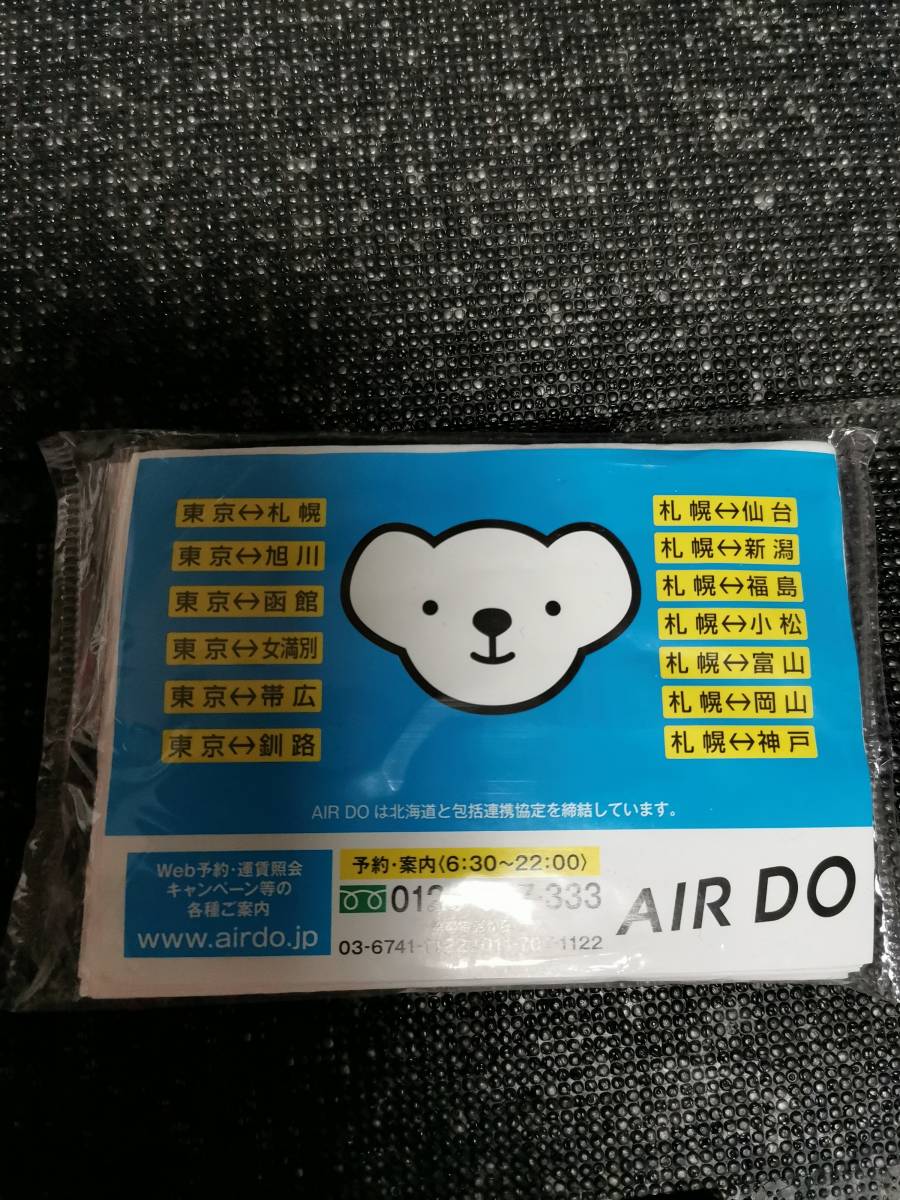 東京↔札幌
東京↔旭川
東京↔函館
東京↔女満別
東京↔帯広
東京↔釧路
札幌↔仙台
札幌↔新潟
札幌↔福島
札幌↔小松
札幌↔富山
札幌↔岡山
札幌↔神戸
AIR DO は北海道と包括連携協定を締結しています。
Web予約・運賃照会
キャンペーン等の
各種ご案内
www.airdo.jp
予約・案内〈6:30〜22:00〉
333
03-6741-
1122
AIR DO